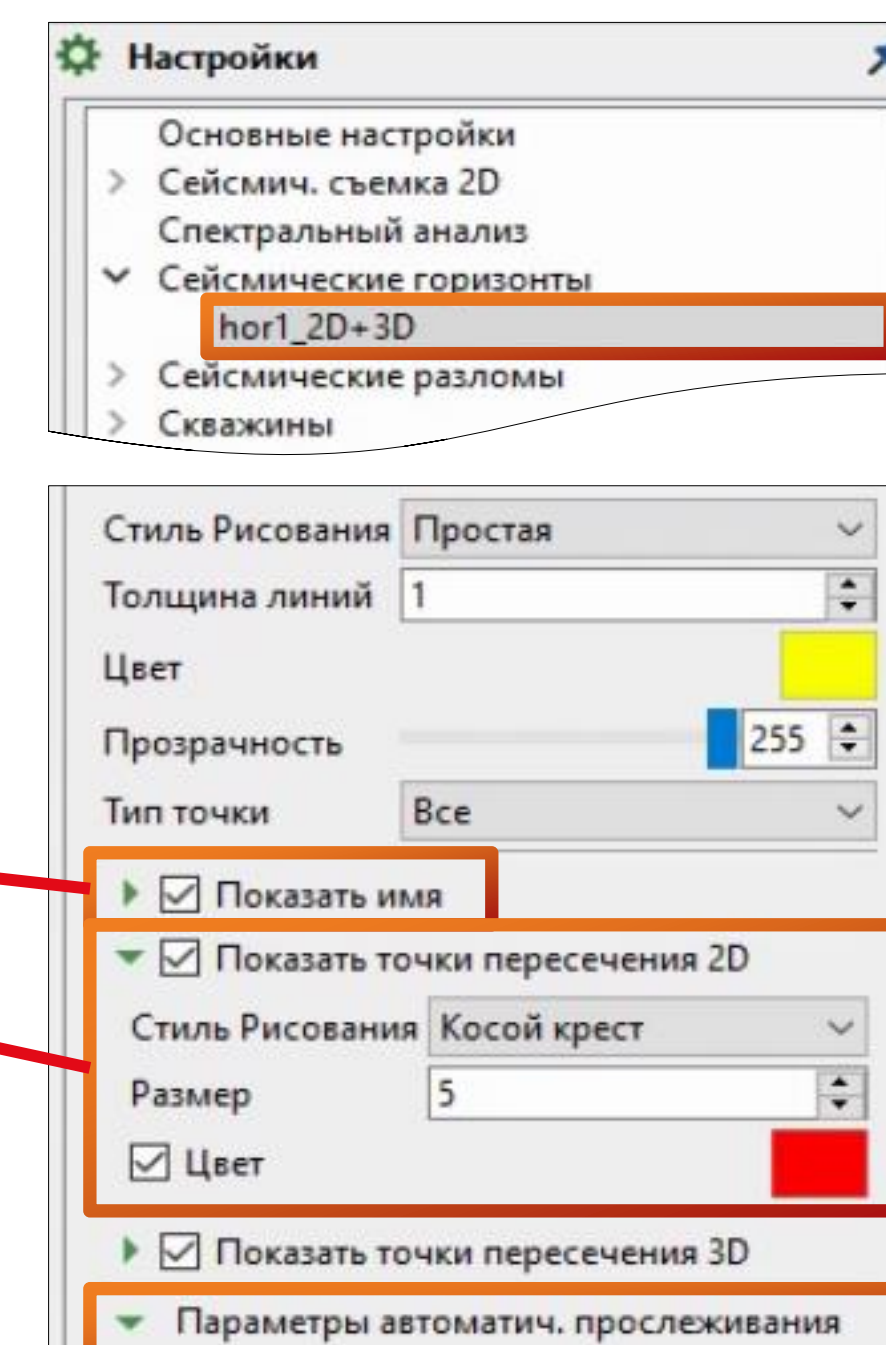 Настройки
Основные настройки
Сейсмич. съемка 2D
Спектральный анализ
Сейсмические горизонты
hor1_2D+3D
Сейсмические разломы
Скважины
Стиль Рисования Простая
Толщина линий 1
Цвет
Прозрачность 255
Тип точки Все
Показать имя
Показать точки пересечения 2D
Стиль Рисования Косой крест
Размер 5
Цвет
Показать точки пересечения 3D
Параметры автоматич. прослеживания